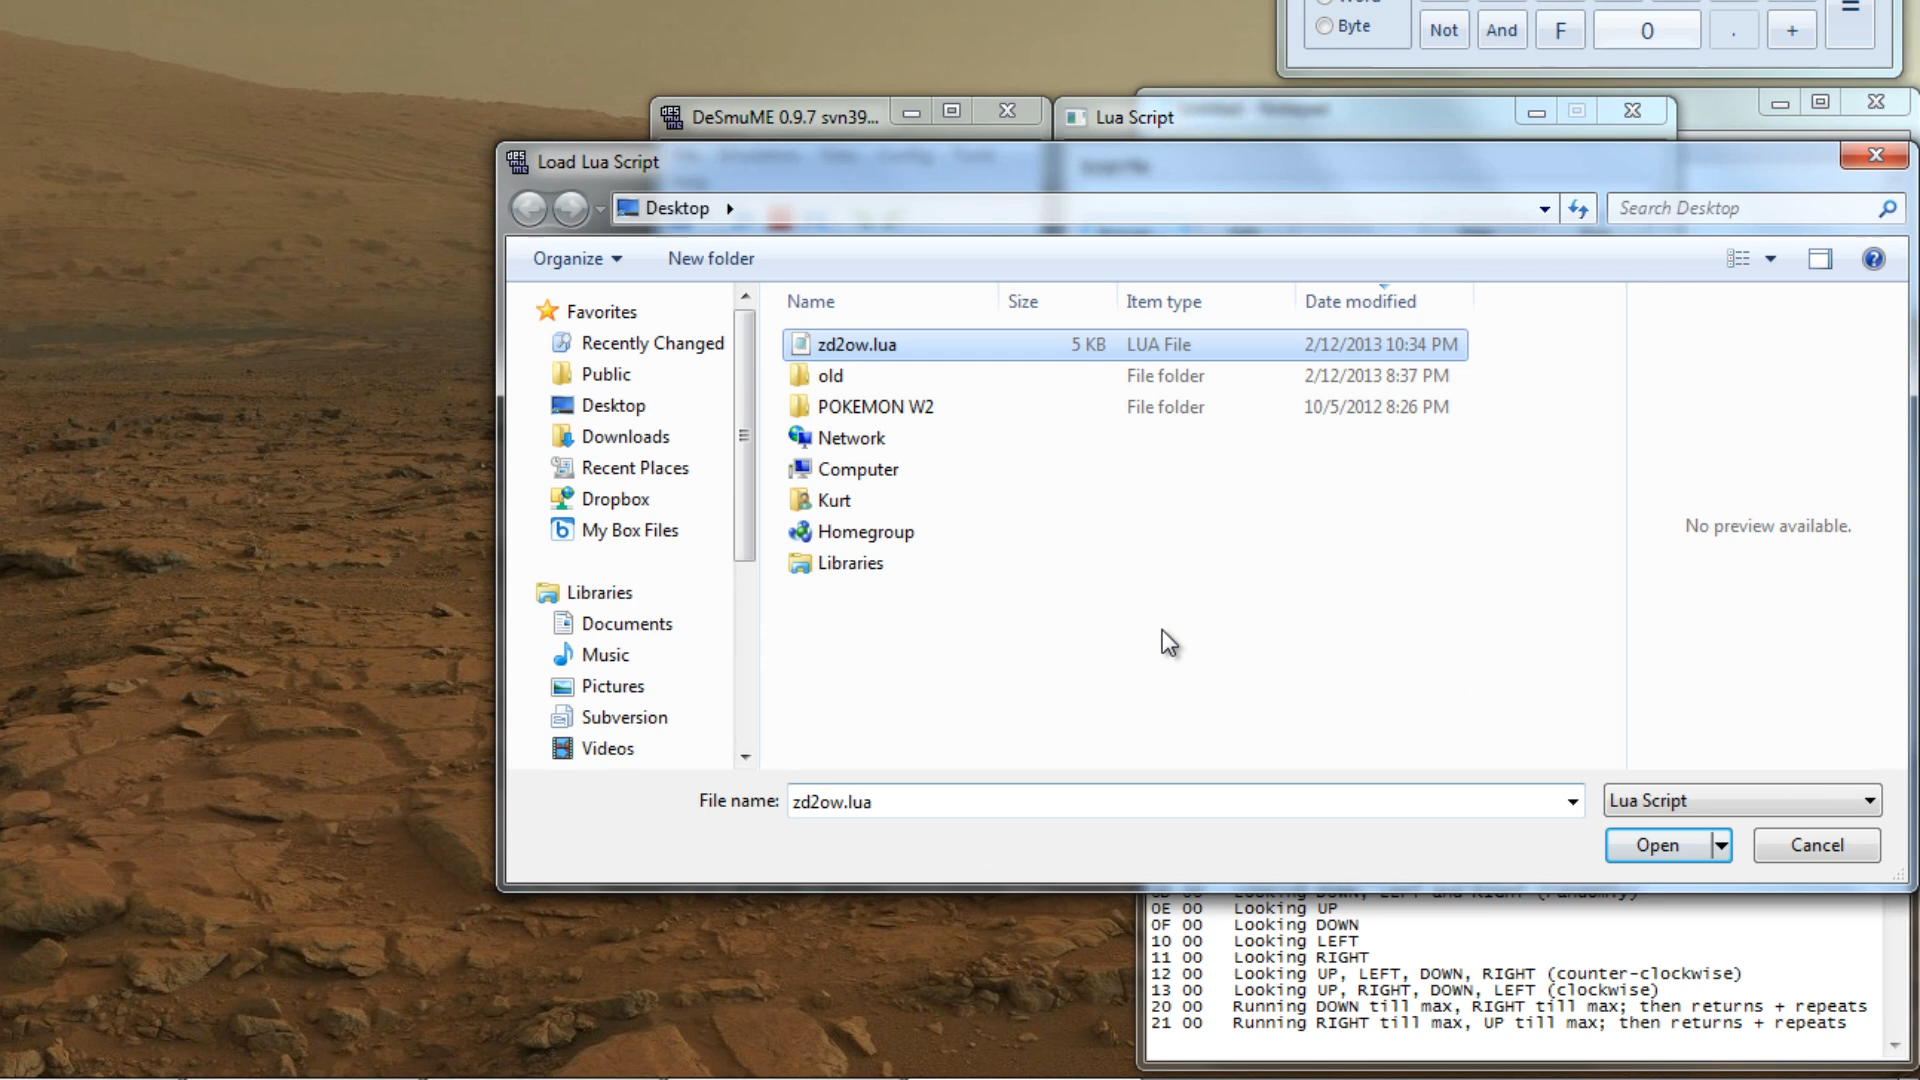 Byte
Not
And
F
0
.
+
DeSmuME 0.9.7 svn39...
Lua Script
Load Lua Script
Desktop
Search Desktop
Organize
New folder
Favorites
Recently Changed
Public
Desktop
Downloads
Recent Places
Dropbox
My Box Files
Libraries
Documents
Music
Pictures
Subversion
Videos
Name Size Item type Date modified
zd2ow.lua 5 KB LUA File 2/12/2013 10:34 PM
old File folder 2/12/2013 8:37 PM
POKEMON W2 File folder 10/5/2012 8:26 PM
Network
Computer
Kurt
Homegroup
Libraries
No preview available.
File name: zd2ow.lua
Lua Script
Open
Cancel
0E 00 Looking UP
0F 00 Looking DOWN
10 00 Looking LEFT
11 00 Looking RIGHT
12 00 Looking UP, LEFT, DOWN, RIGHT (counter-clockwise)
13 00 Looking UP, RIGHT, DOWN, LEFT (clockwise)
20 00 Running DOWN till max, RIGHT till max; then returns + repeats
21 00 Running RIGHT till max, UP till max; then returns + repeats